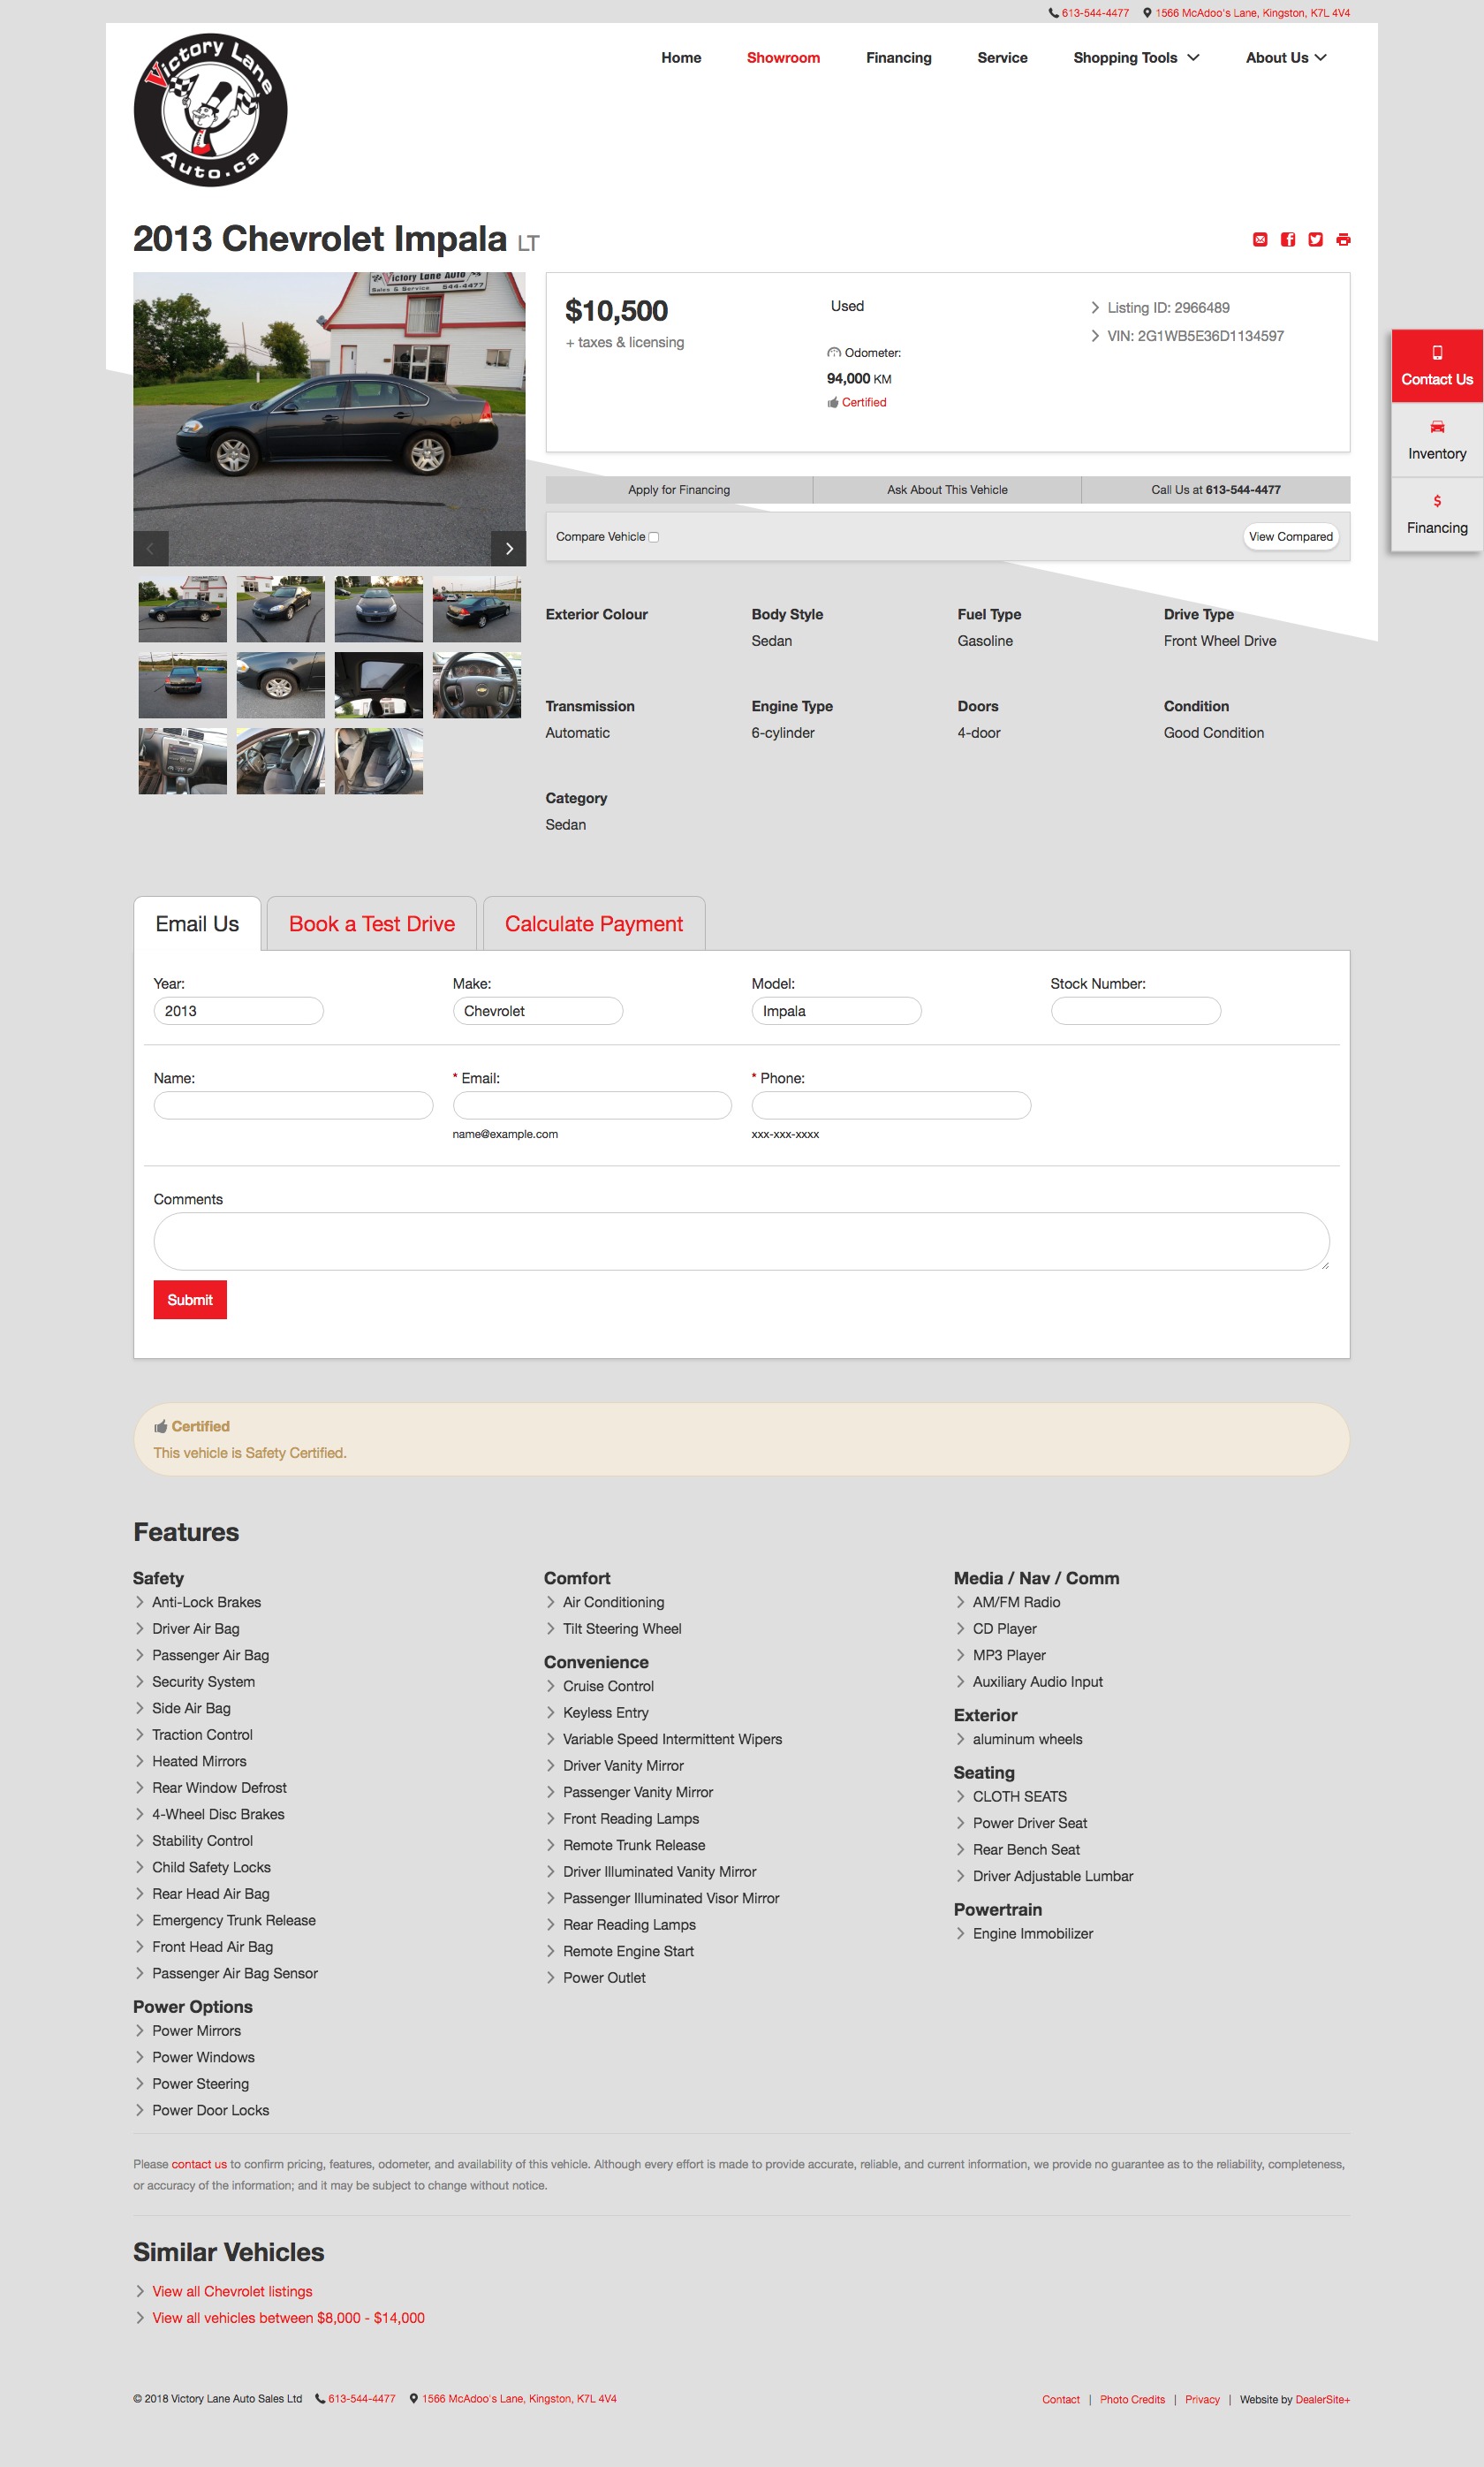 613-544-4477 1566 McAdoo's Lane, Kingston, K7L 4V4
Victory Lane
Auto.ca
Home Showroom Financing Service Shopping Tools About Us
2013 Chevrolet Impala LT
Victory Lane Auto
Sales & Service 544-4477
$10,500
+ taxes & licensing
Used
Odometer:
94,000 KM
Certified
Listing ID: 2966489
VIN: 2G1WB5E36D1134597
Contact Us
Inventory
Financing
Apply for Financing Ask About This Vehicle Call Us at 613-544-4477
Compare Vehicle View Compared
Exterior Colour Body Style Fuel Type Drive Type
Sedan Gasoline Front Wheel Drive
Transmission Engine Type Doors Condition
Automatic 6-cylinder 4-door Good Condition
Category
Sedan
Email Us Book a Test Drive Calculate Payment
Year: Make: Model: Stock Number:
2013 Chevrolet Impala
Name: * Email: * Phone:
name@example.com xxx-xxx-xxxx
Comments
Submit
Certified
This vehicle is Safety Certified.
Features
Safety
Anti-Lock Brakes
Driver Air Bag
Passenger Air Bag
Security System
Side Air Bag
Traction Control
Heated Mirrors
Rear Window Defrost
4-Wheel Disc Brakes
Stability Control
Child Safety Locks
Rear Head Air Bag
Emergency Trunk Release
Front Head Air Bag
Passenger Air Bag Sensor
Power Options
Power Mirrors
Power Windows
Power Steering
Power Door Locks
Comfort
Air Conditioning
Tilt Steering Wheel
Convenience
Cruise Control
Keyless Entry
Variable Speed Intermittent Wipers
Driver Vanity Mirror
Passenger Vanity Mirror
Front Reading Lamps
Remote Trunk Release
Driver Illuminated Vanity Mirror
Passenger Illuminated Visor Mirror
Rear Reading Lamps
Remote Engine Start
Power Outlet
Media / Nav / Comm
AM/FM Radio
CD Player
MP3 Player
Auxiliary Audio Input
Exterior
aluminum wheels
Seating
CLOTH SEATS
Power Driver Seat
Rear Bench Seat
Driver Adjustable Lumbar
Powertrain
Engine Immobilizer
Please contact us to confirm pricing, features, odometer, and availability of this vehicle. Although every effort is made to provide accurate, reliable, and current information, we provide no guarantee as to the reliability, completeness,
or accuracy of the information; and it may be subject to change without notice.
Similar Vehicles
View all Chevrolet listings
View all vehicles between $8,000 - $14,000
© 2018 Victory Lane Auto Sales Ltd 613-544-4477 1566 McAdoo's Lane, Kingston, K7L 4V4
Contact | Photo Credits | Privacy | Website by DealerSite+